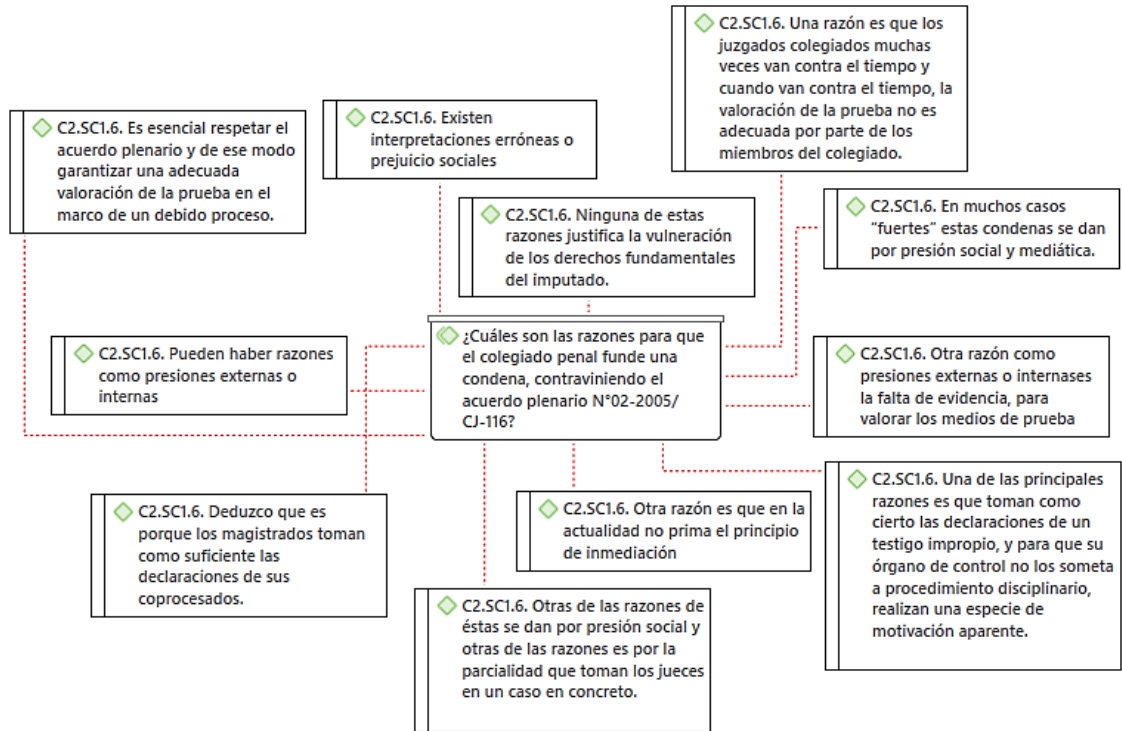 C2.SC1.6. Una razón es que los
juzgados colegiados muchas
veces van contra el tiempo y
cuando van contra el tiempo, la
valoración de la prueba no es
adecuada por parte de los
miembros del colegiado.
C2.SC1.6. Existen
interpretaciones erróneas o
prejuicio sociales
C2.SC1.6. Es esencial respetar el
acuerdo plenario y de ese modo
garantizar una adecuada
valoración de la prueba en el
marco de un debido proceso.
C2.SC1.6. Ninguna de estas
razones justifica la vulneración
de los derechos fundamentales
del imputado.
C2.SC1.6. En muchos casos
“fuertes” estas condenas se dan
por presión social y mediática.
C2.SC1.6. Pueden haber razones
como presiones externas o
internas
¿Cuáles son las razones para que
el colegiado penal funde una
condena, contraviniendo el
acuerdo plenario N°02-2005/
CJ-116?
C2.SC1.6. Otra razón como
presiones externas o internases
la falta de evidencia, para
valorar los medios de prueba
C2.SC1.6. Deduzco que es
porque los magistrados toman
como suficiente las
declaraciones de sus
coprocesados.
C2.SC1.6. Otra razón es que en la
actualidad no prima el principio
de inmediación
C2.SC1.6. Una de las principales
razones es que toman como
cierto las declaraciones de un
testigo impropio, y para que su
órgano de control no los someta
a procedimiento disciplinario,
realizan una especie de
motivación aparente.
C2.SC1.6. Otras de las razones de
éstas se dan por presión social y
otras de las razones es por la
parcialidad que toman los jueces
en un caso en concreto.